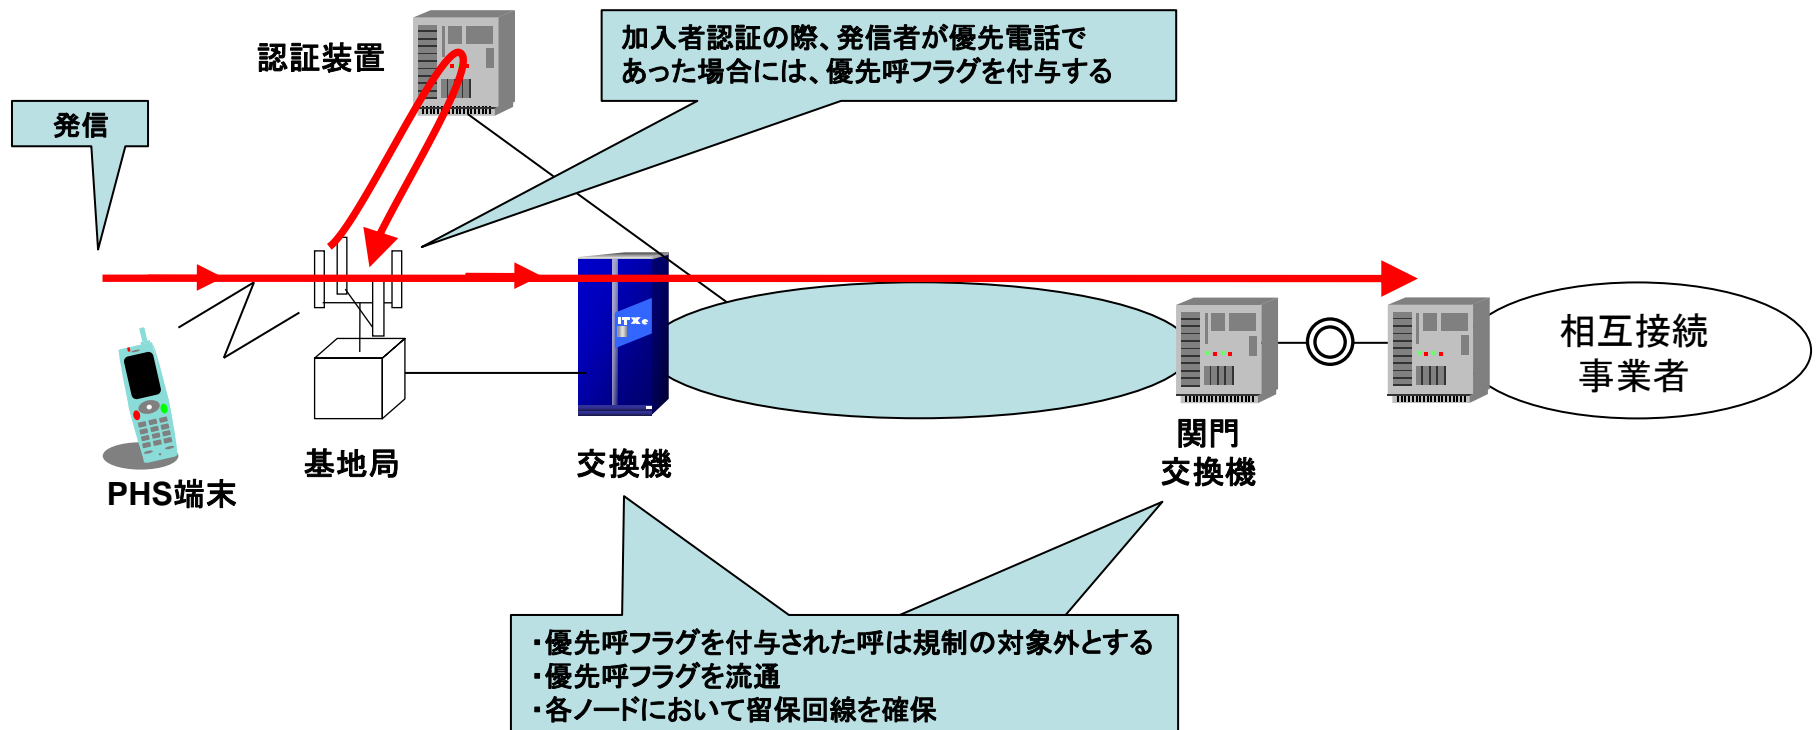 認証装置
加入者認証の際、発信者が優先電話で
あった場合には、優先呼フラグを付与する
発信
ITXe
相互接続
事業者
関門
交換機
基地局
交換機
PHS端末
・優先呼フラグを付与された呼は規制の対象外とする
・優先呼フラグを流通
・各ノードにおいて留保回線を確保